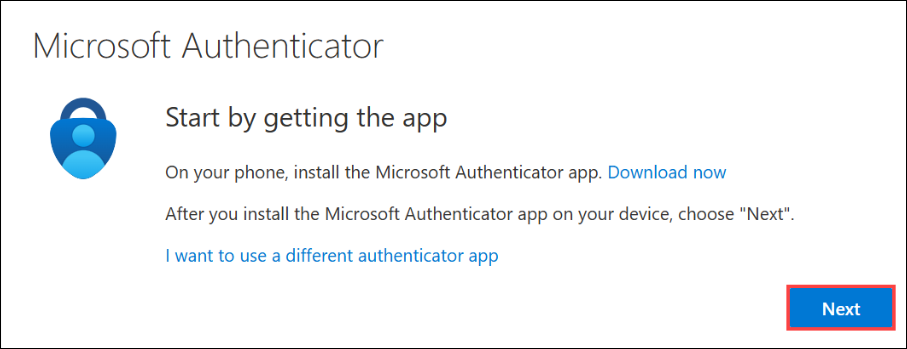 Microsoft Authenticator
Start by getting the app
On your phone, install the Microsoft Authenticator app. Download now
After you install the Microsoft Authenticator app on your device, choose "Next".
I want to use a different authenticator app
Next